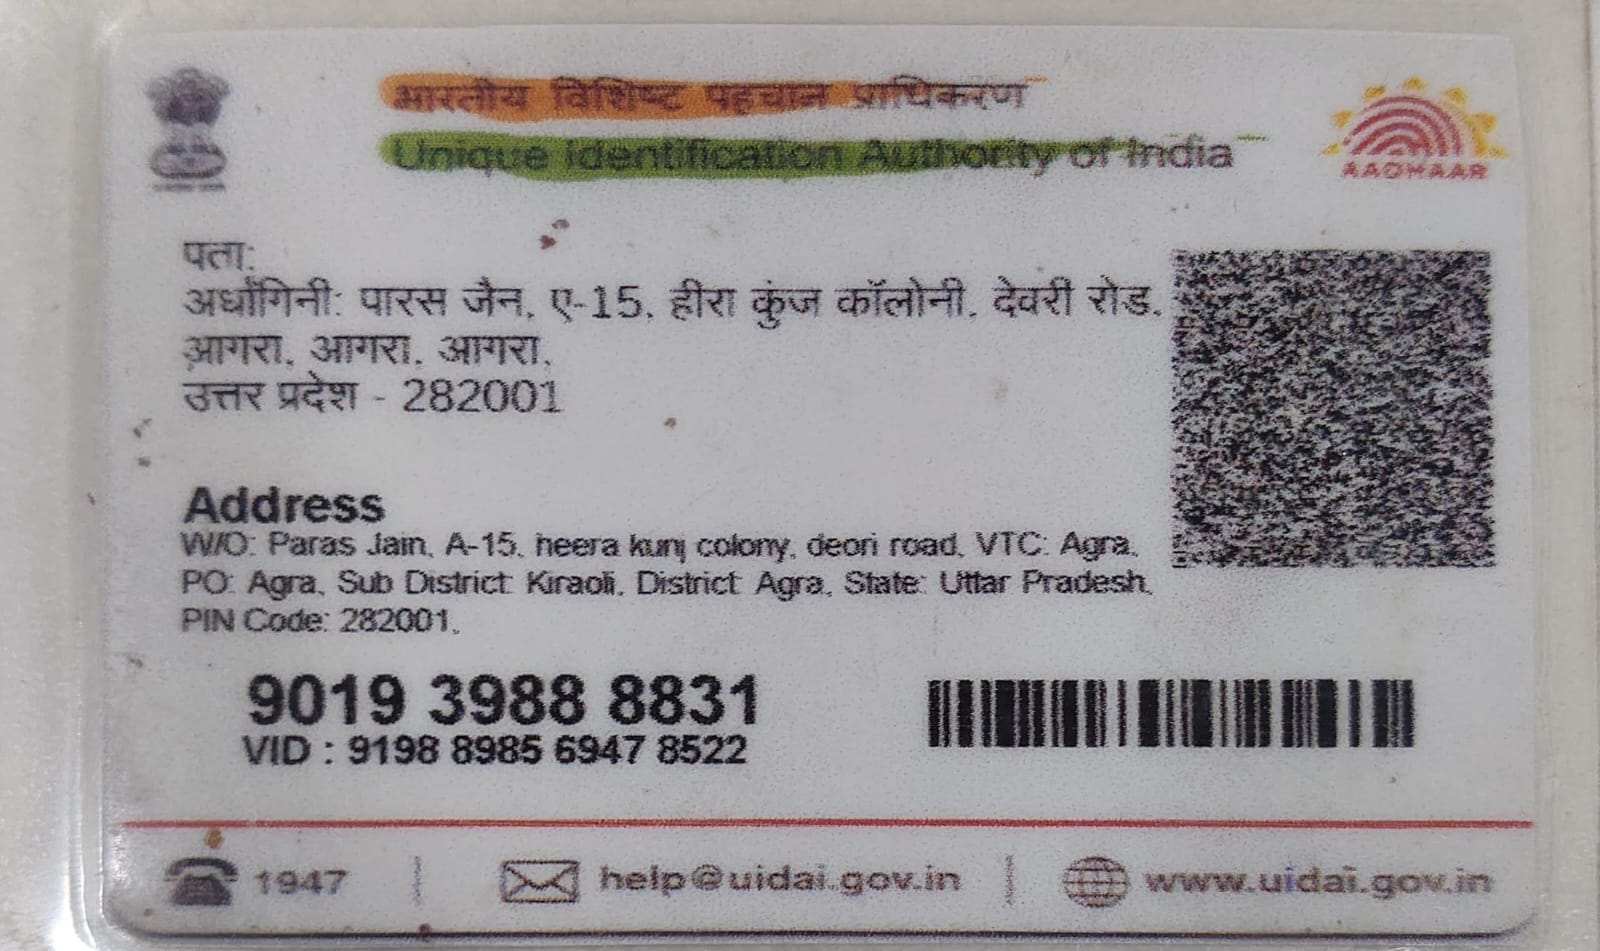 भारतीय विशिष्ट पहचान प्राधिकरण
Unique Identification Authority of India
AADHAAR
पता:
अर्धांगिनी: पारस जैन, ए-15, हीरा कुंज कॉलोनी, देवरी रोड,
आगरा, आगरा, आगरा,
उत्तर प्रदेश - 282001
Address
W/O: Paras Jain, A-15, heera kunj colony, deori road, VTC: Agra,
PO: Agra, Sub District: Kiraoli, District: Agra, State: Uttar Pradesh,
PIN Code: 282001,
9019 3988 8831
VID : 9198 8985 6947 8522
1947
help@uidai.gov.in
www.uidai.gov.in